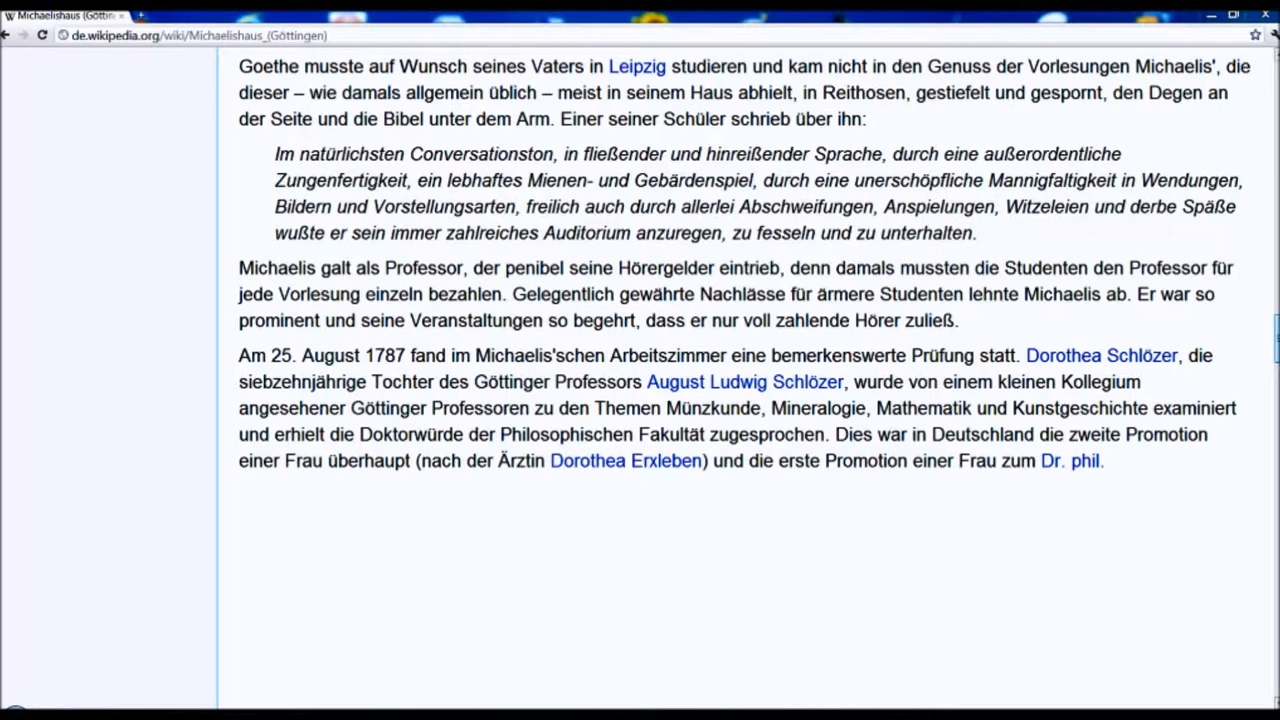 Michaelishaus (Göttin
de.wikipedia.org/wiki/Michaelishaus_(Göttingen)
Goethe musste auf Wunsch seines Vaters in Leipzig studieren und kam nicht in den Genuss der Vorlesungen Michaelis', die
dieser – wie damals allgemein üblich – meist in seinem Haus abhielt, in Reithosen, gestiefelt und gespornt, den Degen an
der Seite und die Bibel unter dem Arm. Einer seiner Schüler schrieb über ihn:
Im natürlichsten Conversationston, in fließender und hinreißender Sprache, durch eine außerordentliche
Zungenfertigkeit, ein lebhaftes Mienen- und Gebärdenspiel, durch eine unerschöpfliche Mannigfaltigkeit in Wendungen,
Bildern und Vorstellungsarten, freilich auch durch allerlei Abschweifungen, Anspielungen, Witzeleien und derbe Späße
wußte er sein immer zahlreiches Auditorium anzuregen, zu fesseln und zu unterhalten.
Michaelis galt als Professor, der penibel seine Hörergelder eintrieb, denn damals mussten die Studenten den Professor für
jede Vorlesung einzeln bezahlen. Gelegentlich gewährte Nachlässe für ärmere Studenten lehnte Michaelis ab. Er war so
prominent und seine Veranstaltungen so begehrt, dass er nur voll zahlende Hörer zuließ.
Am 25. August 1787 fand im Michaelis'schen Arbeitszimmer eine bemerkenswerte Prüfung statt. Dorothea Schlözer, die
siebzehnjährige Tochter des Göttinger Professors August Ludwig Schlözer, wurde von einem kleinen Kollegium
angesehener Göttinger Professoren zu den Themen Münzkunde, Mineralogie, Mathematik und Kunstgeschichte examiniert
und erhielt die Doktorwürde der Philosophischen Fakultät zugesprochen. Dies war in Deutschland die zweite Promotion
einer Frau überhaupt (nach der Ärztin Dorothea Erxleben) und die erste Promotion einer Frau zum Dr. phil.